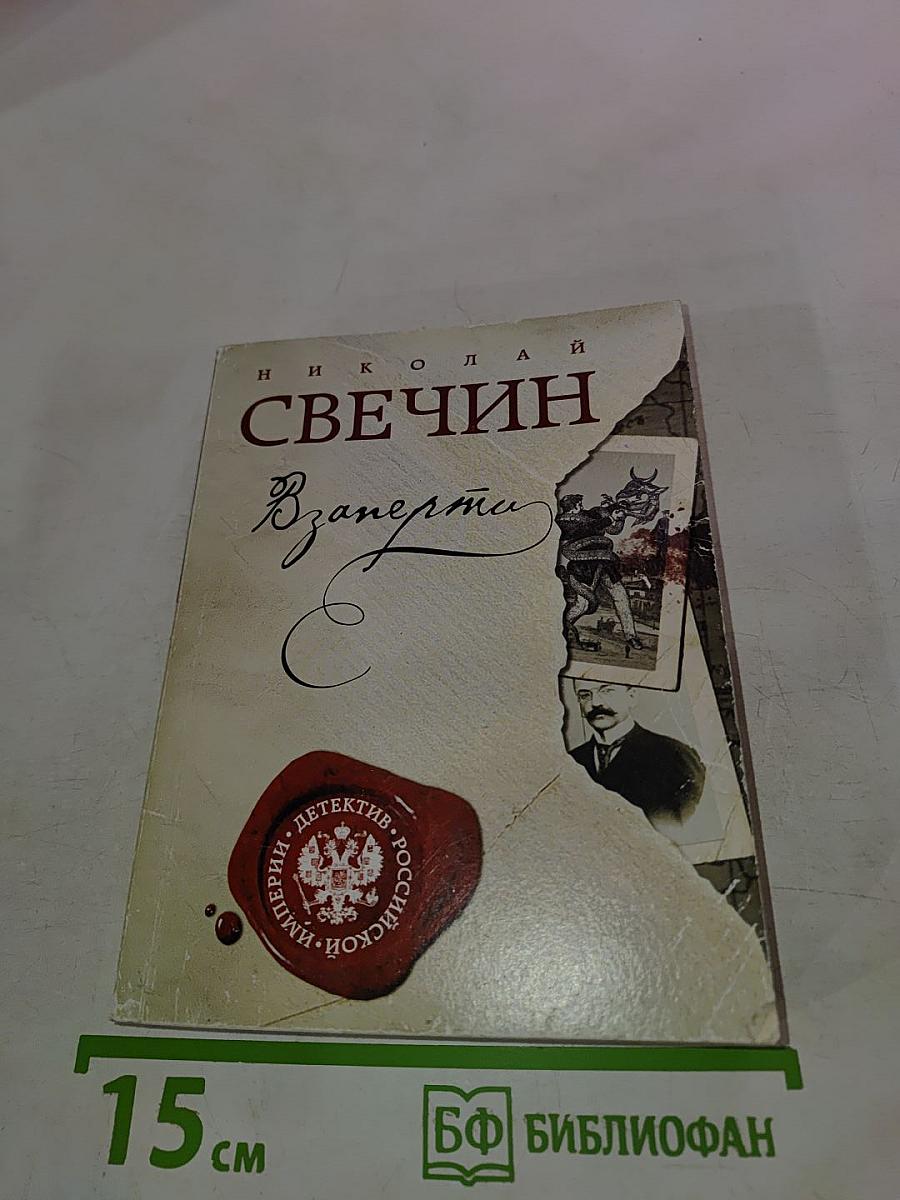 НИКОЛАЙ
СВЕЧИН
Взаперти
ДЕТЕКТИВ • РОССИЙСКОЙ • ИМПЕРИИ •
15 см
БФ БИБЛИОФАН